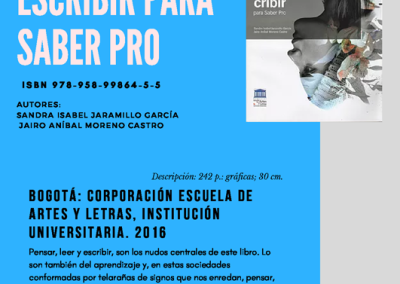 ESCRIBIR PARA
SABER PRO
cribir
para Saber Pro
ISBN 978-958-99864-5-5
AUTORES:
SANDRA ISABEL JARAMILLO GARCÍA
JAIRO ANÍBAL MORENO CASTRO
Descripción: 242 p.: gráficas; 30 cm.
BOGOTÁ: CORPORACIÓN ESCUELA DE
ARTES Y LETRAS, INSTITUCIÓN
UNIVERSITARIA. 2016
Pensar, leer y escribir, son los nudos centrales de este libro. Lo
son también del aprendizaje y, en estas sociedades
conformadas por telarañas de signos que nos enredan, pensar,